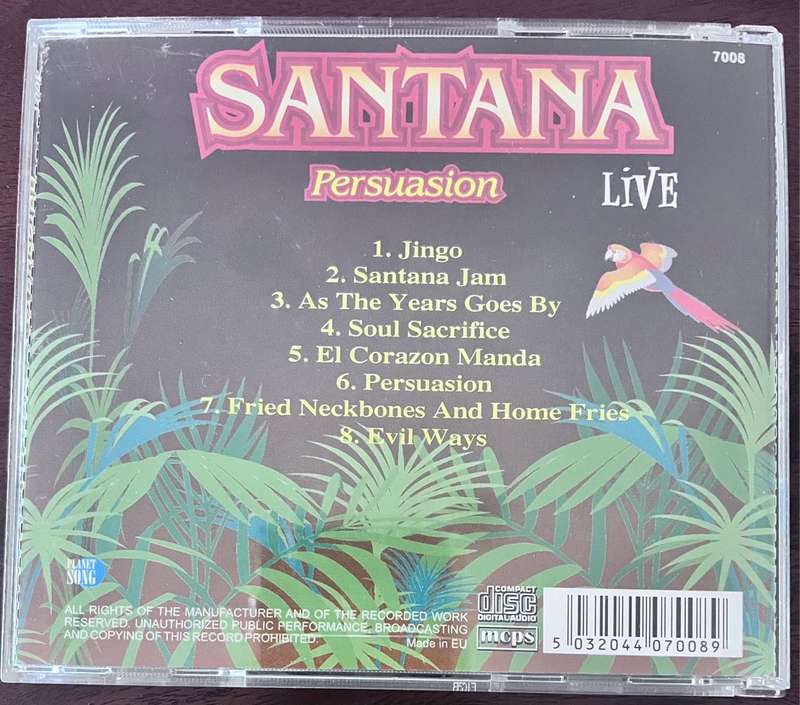 7008
SANTANA
Persuasion
LiVE
1. Jingo
2. Santana Jam
3. As The Years Goes By
4. Soul Sacrifice
5. El Corazon Manda
6. Persuasion
7. Fried Neckbones And Home Fries
8. Evil Ways
PLANET
SONG
ALL RIGHTS OF THE MANUFACTURER AND OF THE RECORDED WORK
RESERVED. UNAUTHORIZED PUBLIC PERFORMANCE, BROADCASTING
AND COPYING OF THIS RECORD PROHIBITED.
Made in EU
COMPACT
disc
DIGITAL AUDIO
mcps
5 032044 070089